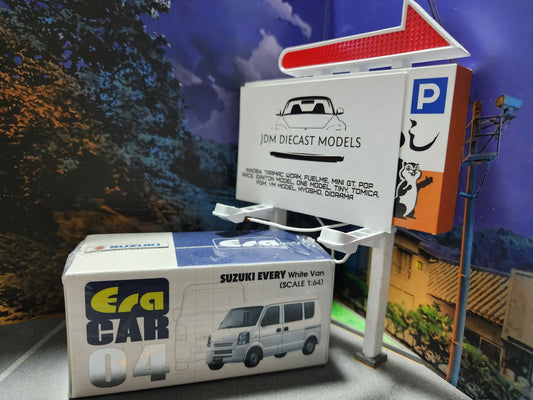 P
JDM DIECAST MODELS
INNO64, TARMAC WORK, FUELME, MINI GT, POP
RACE, IGNITON MODEL, ONE MODEL, TINY, TOMICA,
PGM, YM MODEL, KYOSHO, DIORAMA
SUZUKI
Era
SUZUKI EVERY White Van
(SCALE 1:64)
Era
CAR
04